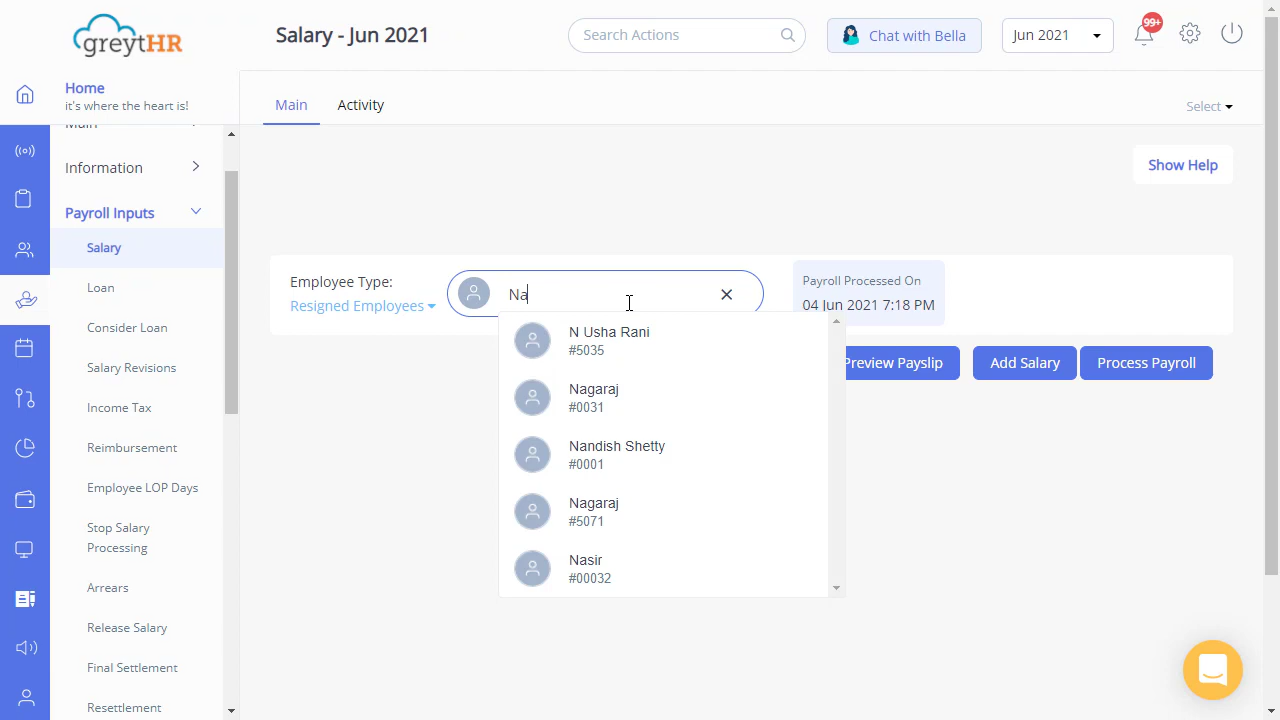 greytHR
Salary - Jun 2021
Search Actions
Chat with Bella
Jun 2021
99+
Home
it's where the heart is!
Main
Activity
Select
Main
Information
Payroll Inputs
Salary
Loan
Consider Loan
Salary Revisions
Income Tax
Reimbursement
Employee LOP Days
Stop Salary
Processing
Arrears
Release Salary
Final Settlement
Resettlement
Show Help
Employee Type:
Resigned Employees
Na
Payroll Processed On
04 Jun 2021 7:18 PM
Preview Payslip
Add Salary
Process Payroll
N Usha Rani
#5035
Nagaraj
#0031
Nandish Shetty
#0001
Nagaraj
#5071
Nasir
#00032